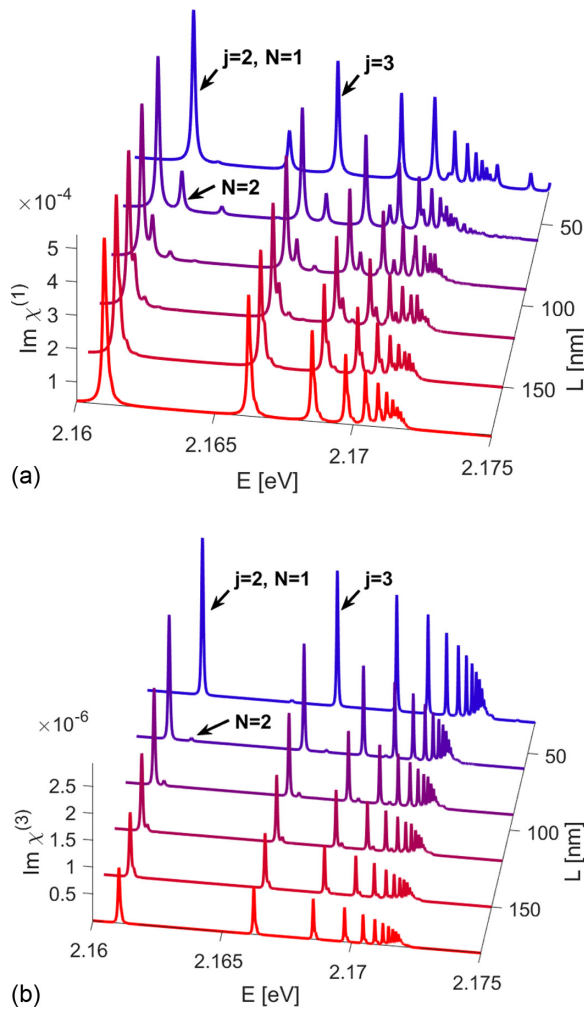 j=2, N=1
j=3
N=2
×10⁻⁴
5
4
3
2
1
Im χ⁽¹⁾
50
100
150
L [nm]
2.16
2.165
2.17
2.175
E [eV]
(a)
j=2, N=1
j=3
N=2
×10⁻⁶
2.5
2
1.5
1
0.5
Im χ⁽³⁾
50
100
150
L [nm]
2.16
2.165
2.17
2.175
E [eV]
(b)